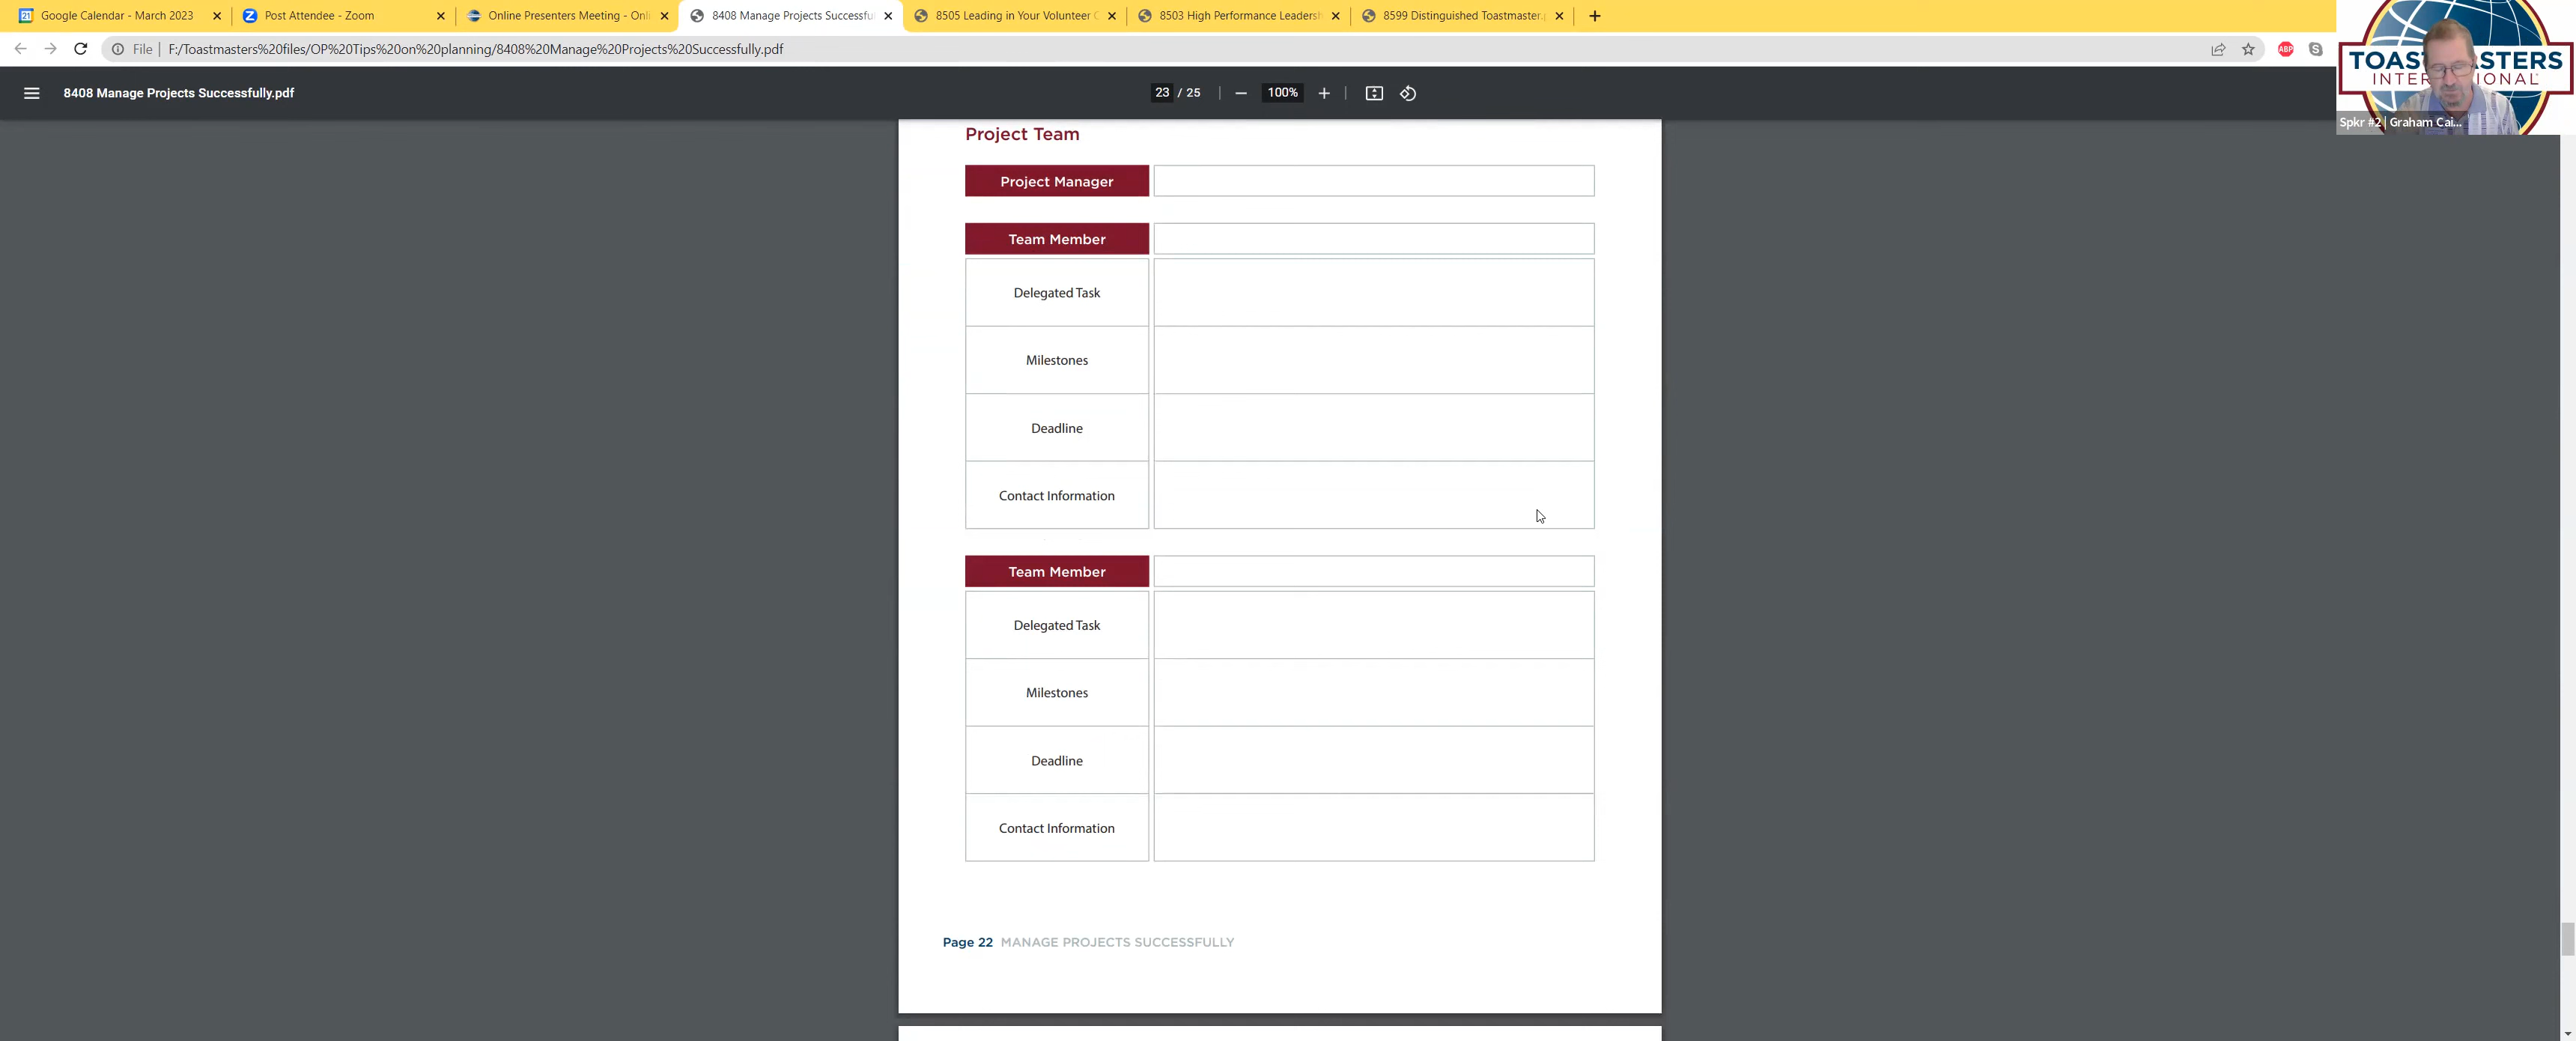 Google Calendar - March 2023
Post Attendee - Zoom
Online Presenters Meeting - Onli
8408 Manage Projects Successfu
8505 Leading in Your Volunteer
8503 High Performance Leadersh
8599 Distinguished Toastmaster.
File
F:/Toastmasters%20files/OP%20Tips%20on%20planning/8408%20Manage%20Projects%20Successfully.pdf
ABP
8408 Manage Projects Successfully.pdf
23 / 25
100%
Spkr #2 | Graham Cai...
Project Team
Project Manager
Team Member
Delegated Task
Milestones
Deadline
Contact Information
Team Member
Delegated Task
Milestones
Deadline
Contact Information
Page 22 MANAGE PROJECTS SUCCESSFULLY